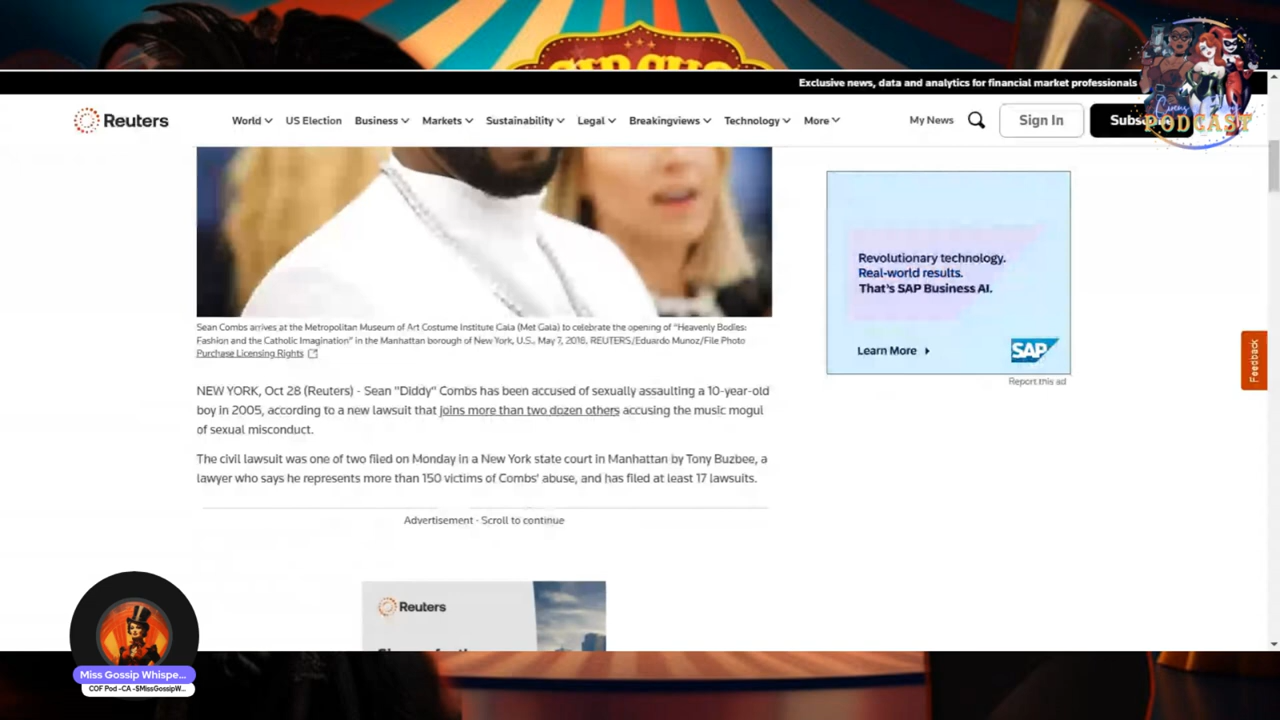 Exclusive news, data and analytics for financial market professionals
Reuters
World
US Election
Business
Markets
Sustainability
Legal
Breakingviews
Technology
More
My News
Sign In
PODCAST
Sean Combs arrives at the Metropolitan Museum of Art Costume Institute Gala (Met Gala) to celebrate the opening of "Heavenly Bodies:
Fashion and the Catholic Imagination" in the Manhattan borough of New York, U.S., May 7, 2018. REUTERS/Eduardo Munoz/File Photo
Purchase Licensing Rights
NEW YORK, Oct 28 (Reuters) - Sean "Diddy" Combs has been accused of sexually assaulting a 10-year-old
boy in 2005, according to a new lawsuit that joins more than two dozen others accusing the music mogul
of sexual misconduct.
The civil lawsuit was one of two filed on Monday in a New York state court in Manhattan by Tony Buzbee, a
lawyer who says he represents more than 150 victims of Combs' abuse, and has filed at least 17 lawsuits.
Advertisement · Scroll to continue
Reuters
Revolutionary technology.
Real-world results.
That's SAP Business AI.
Learn More
SAP
Report this ad
Feedback
Miss Gossip Whispe...
COF Pod -CA -$MissGossipW...